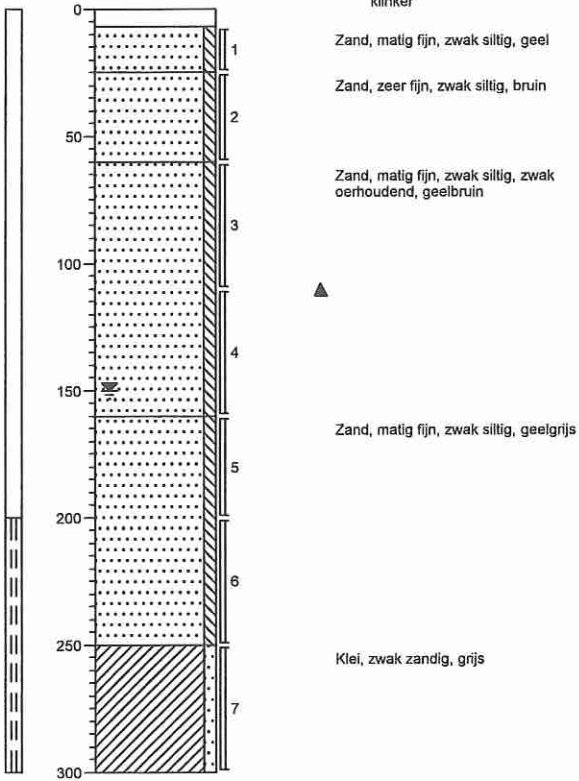 klinker
0
1
Zand, matig fijn, zwak siltig, geel
2
Zand, zeer fijn, zwak siltig, bruin
50
3
Zand, matig fijn, zwak siltig, zwak
oerhoudend, geelbruin
100
4
150
5
Zand, matig fijn, zwak siltig, geelgrijs
200
6
250
7
Klei, zwak zandig, grijs
300